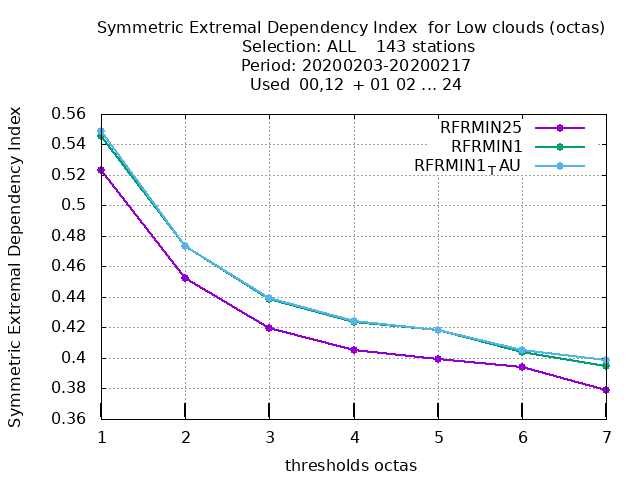 Symmetric Extremal Dependency Index  for Low clouds (octas)
Selection: ALL    143 stations
Period: 20200203-20200217
Used  00,12  + 01 02 ... 24
RFRMIN25
RFRMIN1
RFRMIN1TAU
Symmetric Extremal Dependency Index
0.56
0.54
0.52
0.5
0.48
0.46
0.44
0.42
0.4
0.38
0.36
1 2 3 4 5 6 7
thresholds octas